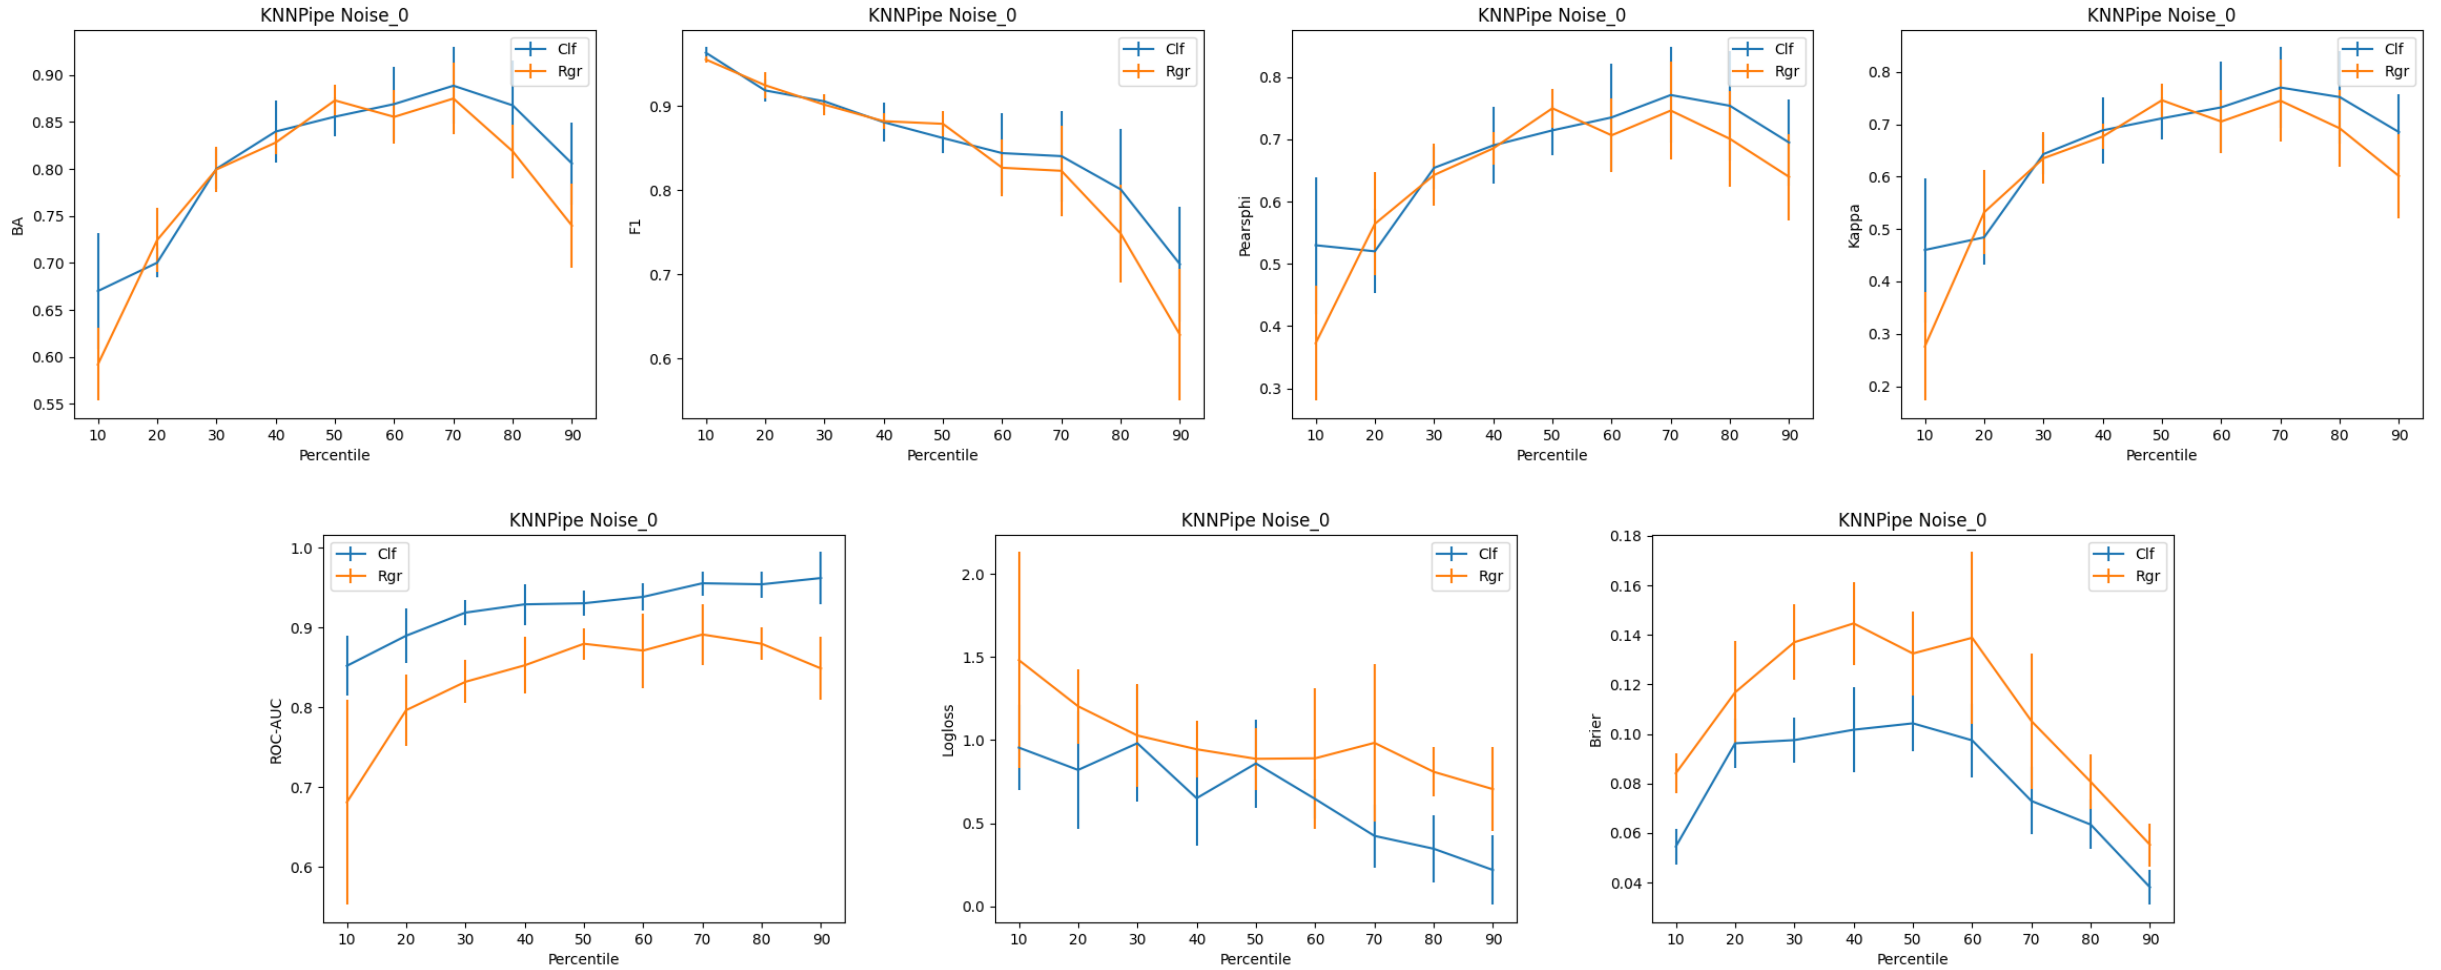 KNNPipe Noise_0
BA
0.90
0.85
0.80
0.75
0.70
0.65
0.60
0.55
Clf
Rgr
10 20 30 40 50 60 70 80 90
Percentile
KNNPipe Noise_0
F1
0.9
0.8
0.7
0.6
Clf
Rgr
10 20 30 40 50 60 70 80 90
Percentile
KNNPipe Noise_0
Pearsphi
0.8
0.7
0.6
0.5
0.4
0.3
Clf
Rgr
10 20 30 40 50 60 70 80 90
Percentile
KNNPipe Noise_0
Kappa
0.8
0.7
0.6
0.5
0.4
0.3
0.2
Clf
Rgr
10 20 30 40 50 60 70 80 90
Percentile
KNNPipe Noise_0
ROC-AUC
1.0
0.9
0.8
0.7
0.6
Clf
Rgr
10 20 30 40 50 60 70 80 90
Percentile
KNNPipe Noise_0
Logloss
2.0
1.5
1.0
0.5
0.0
Clf
Rgr
10 20 30 40 50 60 70 80 90
Percentile
KNNPipe Noise_0
Brier
0.18
0.16
0.14
0.12
0.10
0.08
0.06
0.04
Clf
Rgr
10 20 30 40 50 60 70 80 90
Percentile